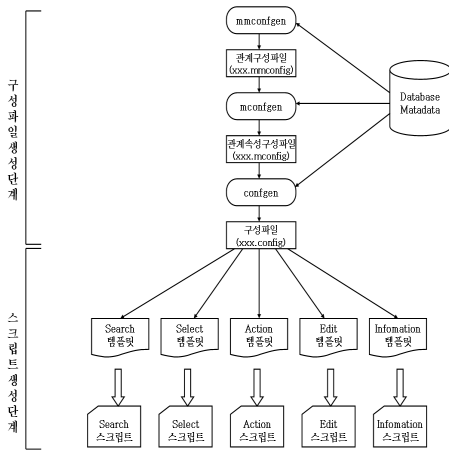 mmconfgen
관계구성파일
(xxx.mmconfig)
mconfgen
Database
Matadata
관계속성구성파일
(xxx.mconfig)
confgen
구성파일
(xxx.config)
구성파일생성단계
Search
템플릿
Select
템플릿
Action
템플릿
Edit
템플릿
Infomation
템플릿
Search
스크립트
Select
스크립트
Action
스크립트
Edit
스크립트
Infomation
스크립트
스크립트생성단계